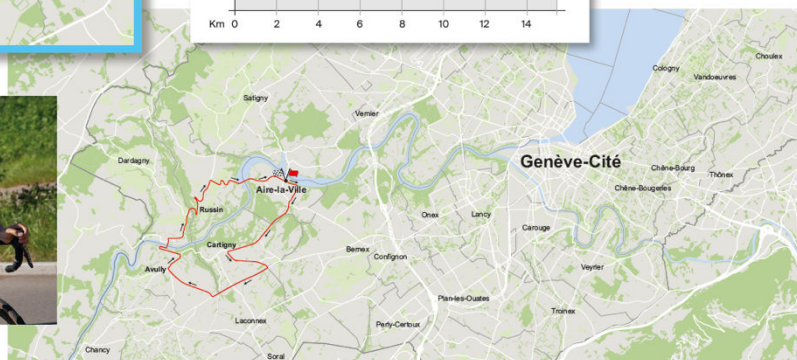 Km 0 2 4 6 8 10 12 14
Choulex
Cologny
Vandoeuvres
Satigny
Vernier
Dardagny
Genève-Cité
Chêne-Bourg
Thônex
Aire-la-Ville
Chêne-Bougeries
Russin
Onex
Lancy
Carouge
Cartigny
Bernex
Confignon
Veyrier
Avully
Plan-les-Ouates
Troinex
Laconnex
Perly-Certoux
Chancy
Soral